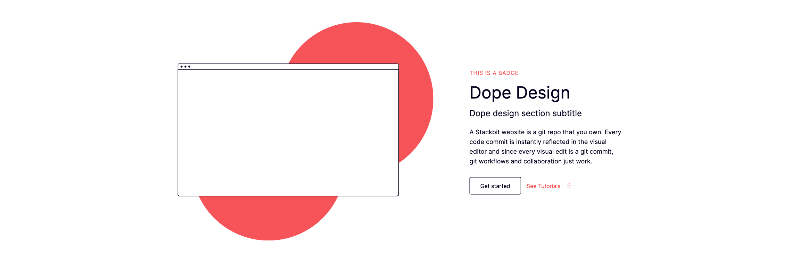 THIS IS A BADGE
Dope Design
Dope design section subtitle
A Stackbit website is a git repo that you own. Every
code commit is instantly reflected in the visual
editor and since every visual edit is a git commit,
git workflows and collaboration just work.
Get started
See Tutorials